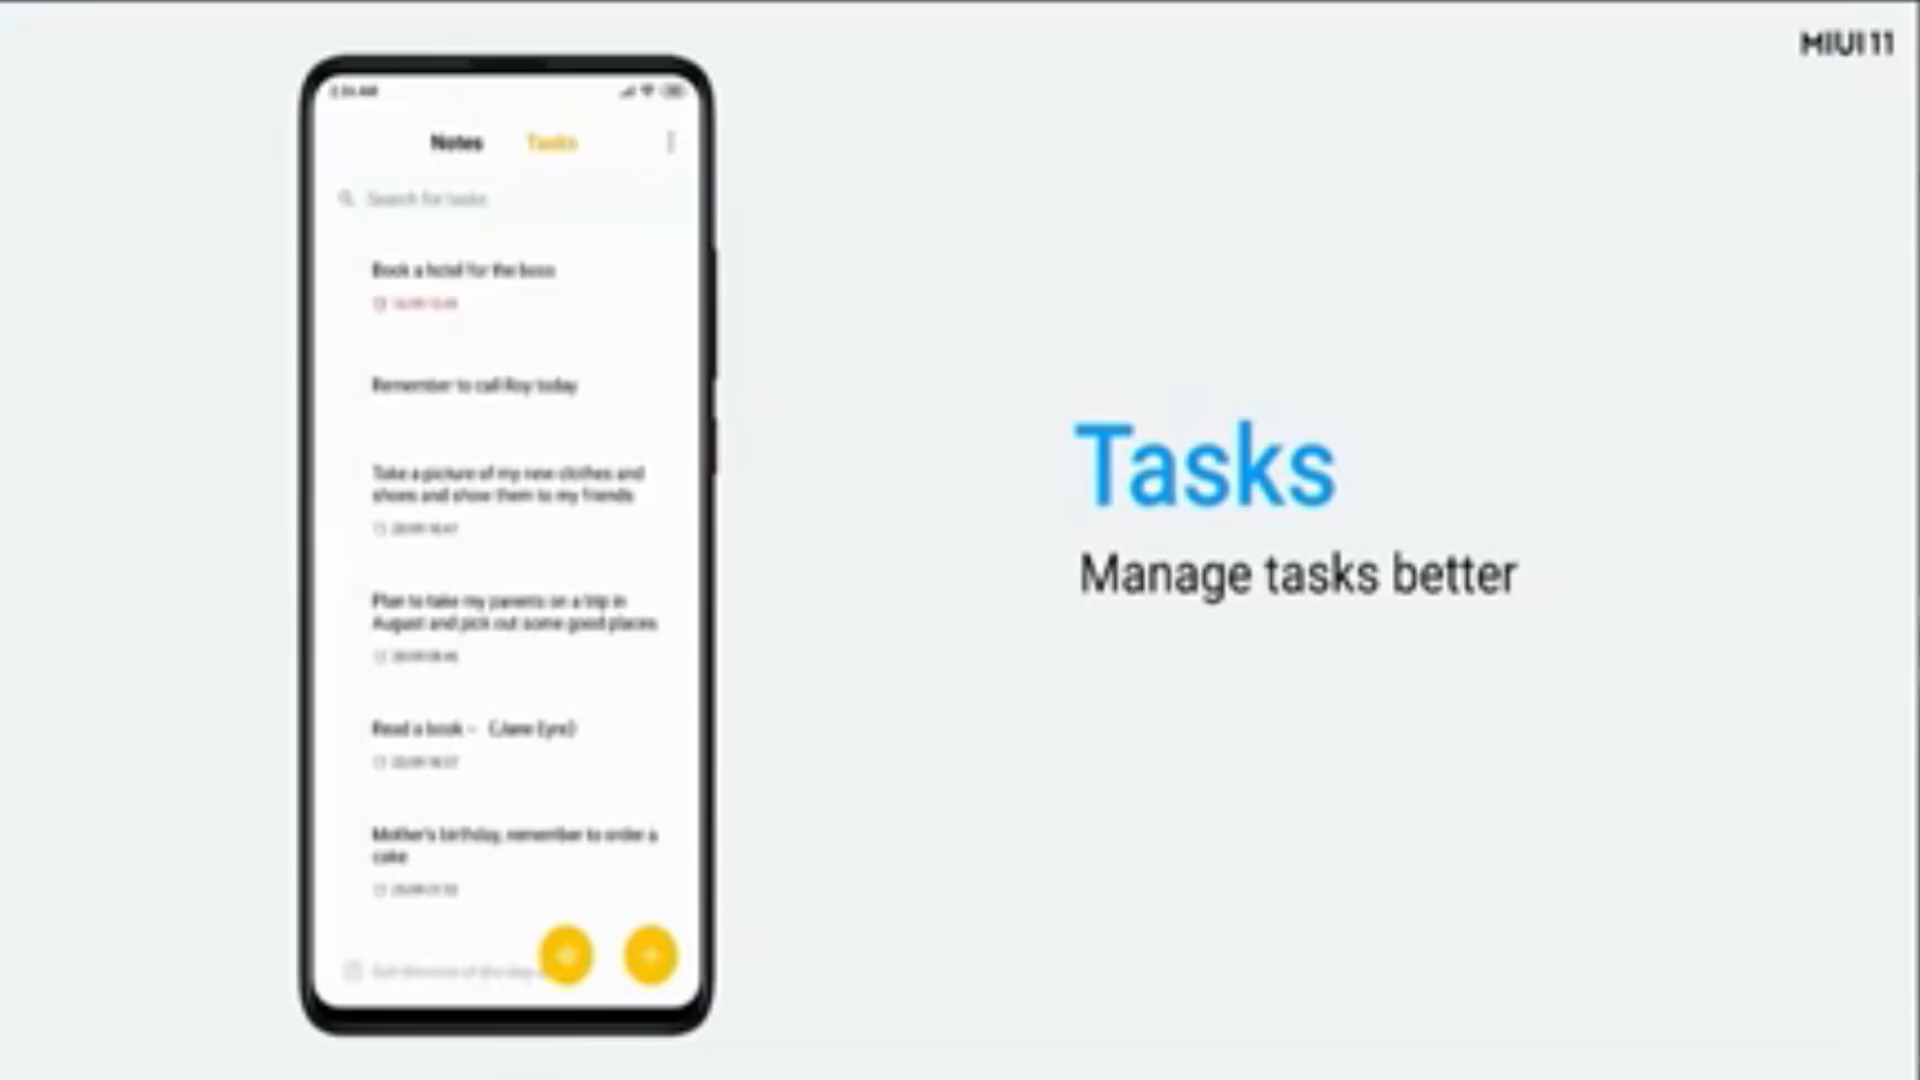 MIUI 11
Notes Tasks
Search for tasks
Book a hotel for the boss
Remember to call Roy today
Take a picture of my new clothes and
shoes and show them to my friends
Plan to take my parents on a trip in
August and pick out some good places
Read a book - 《Jane Eyre》
Mother's birthday, remember to order a
cake
Tasks
Manage tasks better